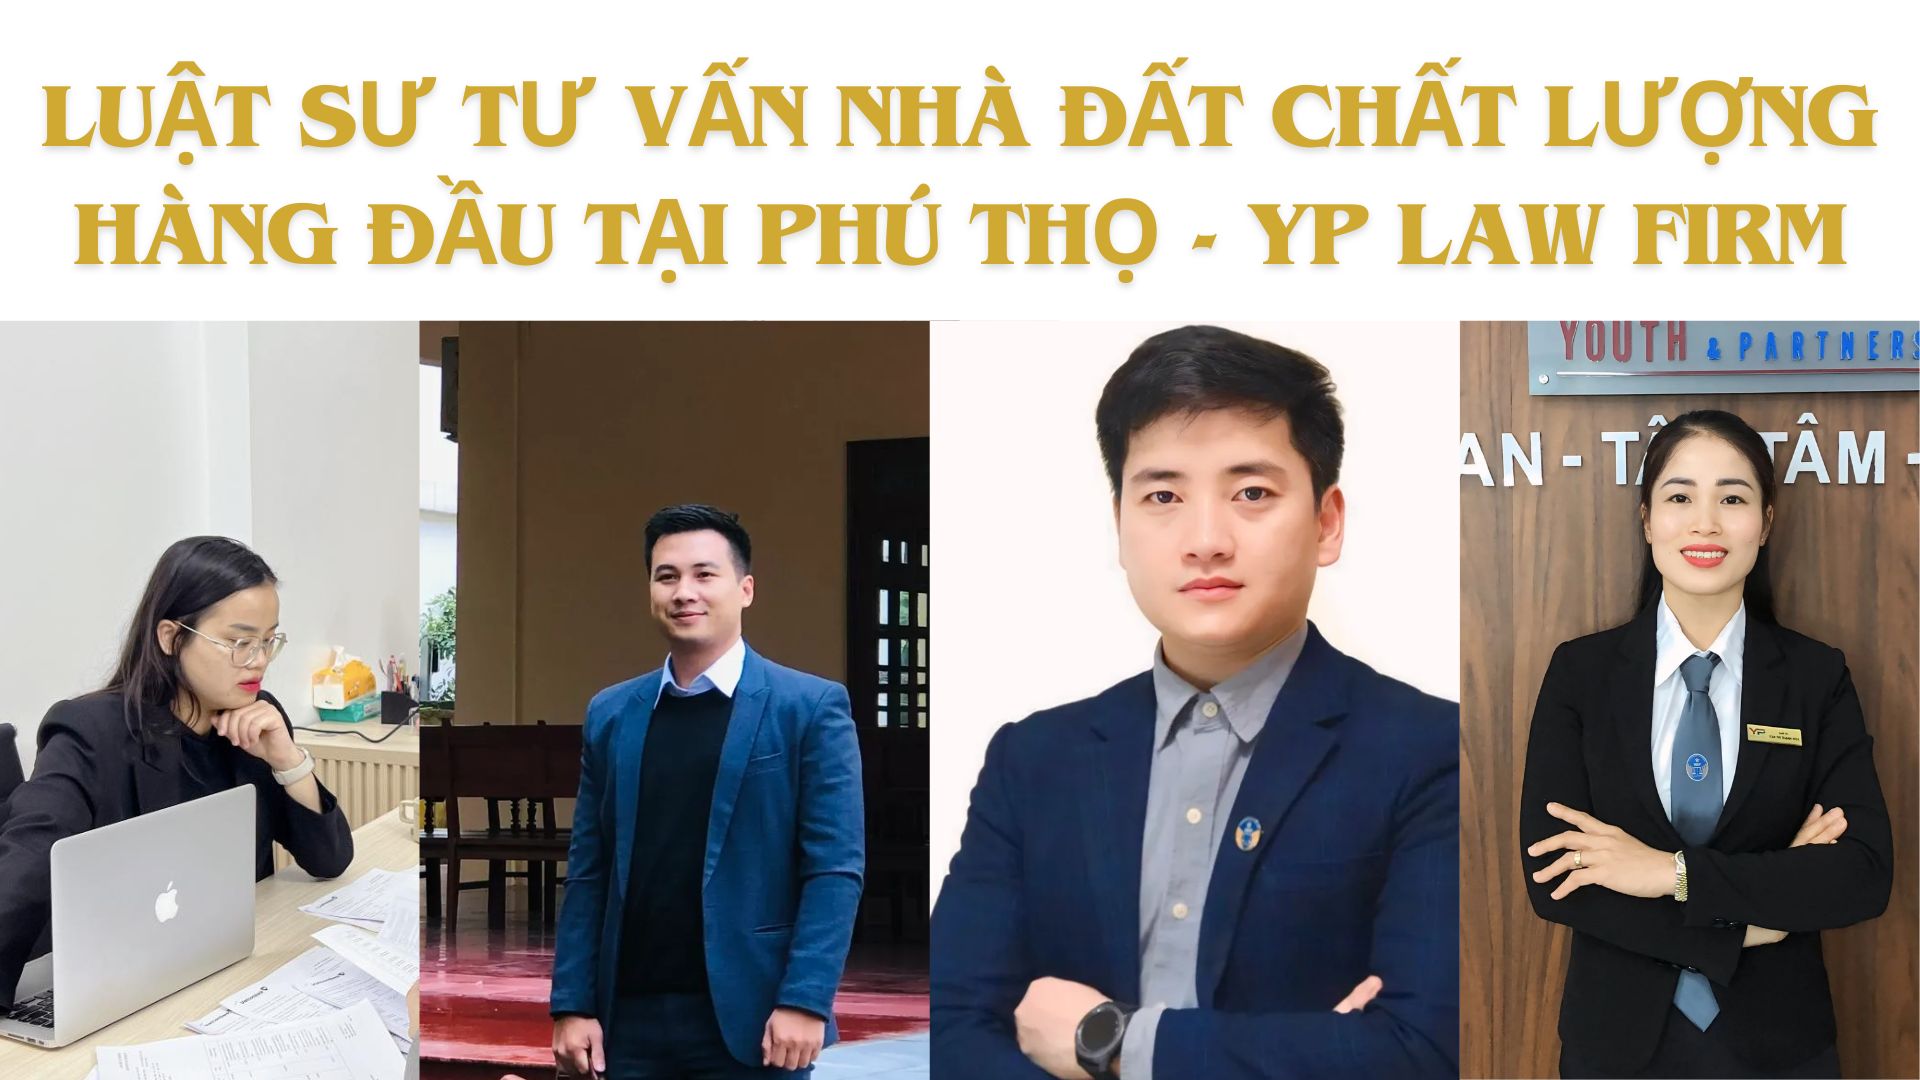 LUẬT SƯ TƯ VẤN NHÀ ĐẤT CHẤT LƯỢNG
HÀNG ĐẦU TẠI PHÚ THỌ - YP LAW FIRM
YOUTH & PARTNERS
AN - TÂ TÂM -
YP